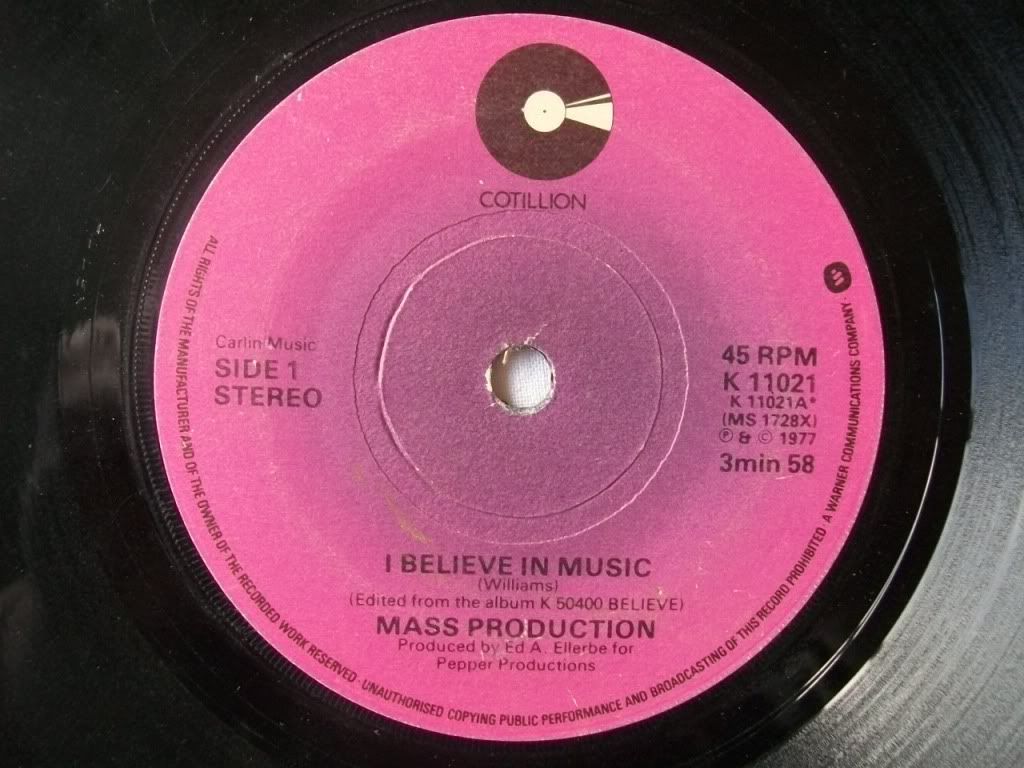 COTILLION
Carlin Music
SIDE 1
STEREO
45 RPM
K 11021
K 11021A*
(MS 1728X)
℗ & © 1977
3min 58
I BELIEVE IN MUSIC
(Williams)
(Edited from the album K 50400 BELIEVE)
MASS PRODUCTION
Produced by Ed A. Ellerbe for
Pepper Productions
ALL RIGHTS OF THE MANUFACTURER AND OF THE OWNER OF THE RECORDED WORK RESERVED · UNAUTHORISED COPYING PUBLIC PERFORMANCE AND BROADCASTING OF THIS RECORD PROHIBITED · A WARNER COMMUNICATIONS COMPANY ·